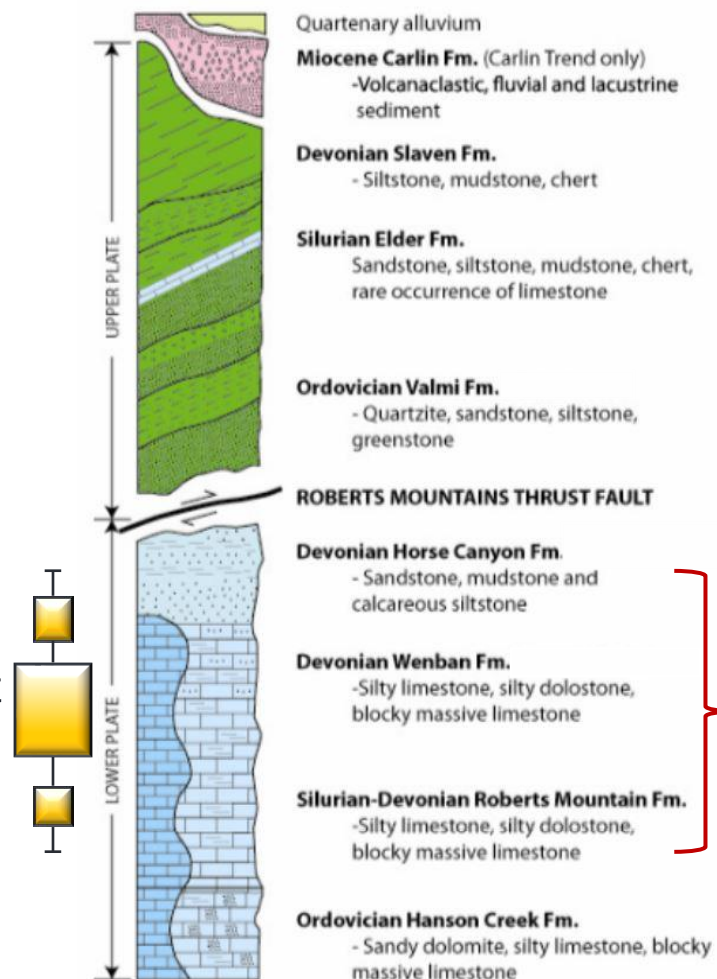 Quartenary alluvium
Miocene Carlin Fm. (Carlin Trend only)
-Volcanaclastic, fluvial and lacustrine
sediment
Devonian Slaven Fm.
- Siltstone, mudstone, chert
Silurian Elder Fm.
Sandstone, siltstone, mudstone, chert,
rare occurrence of limestone
UPPER PLATE
Ordovician Valmi Fm.
- Quartzite, sandstone, siltstone,
greenstone
ROBERTS MOUNTAINS THRUST FAULT
Devonian Horse Canyon Fm.
- Sandstone, mudstone and
calcareous siltstone
Devonian Wenban Fm.
-Silty limestone, silty dolostone,
blocky massive limestone
LOWER PLATE
Silurian-Devonian Roberts Mountain Fm.
-Silty limestone, silty dolostone,
blocky massive limestone
Ordovician Hanson Creek Fm.
- Sandy dolomite, silty limestone, blocky
massive limestone